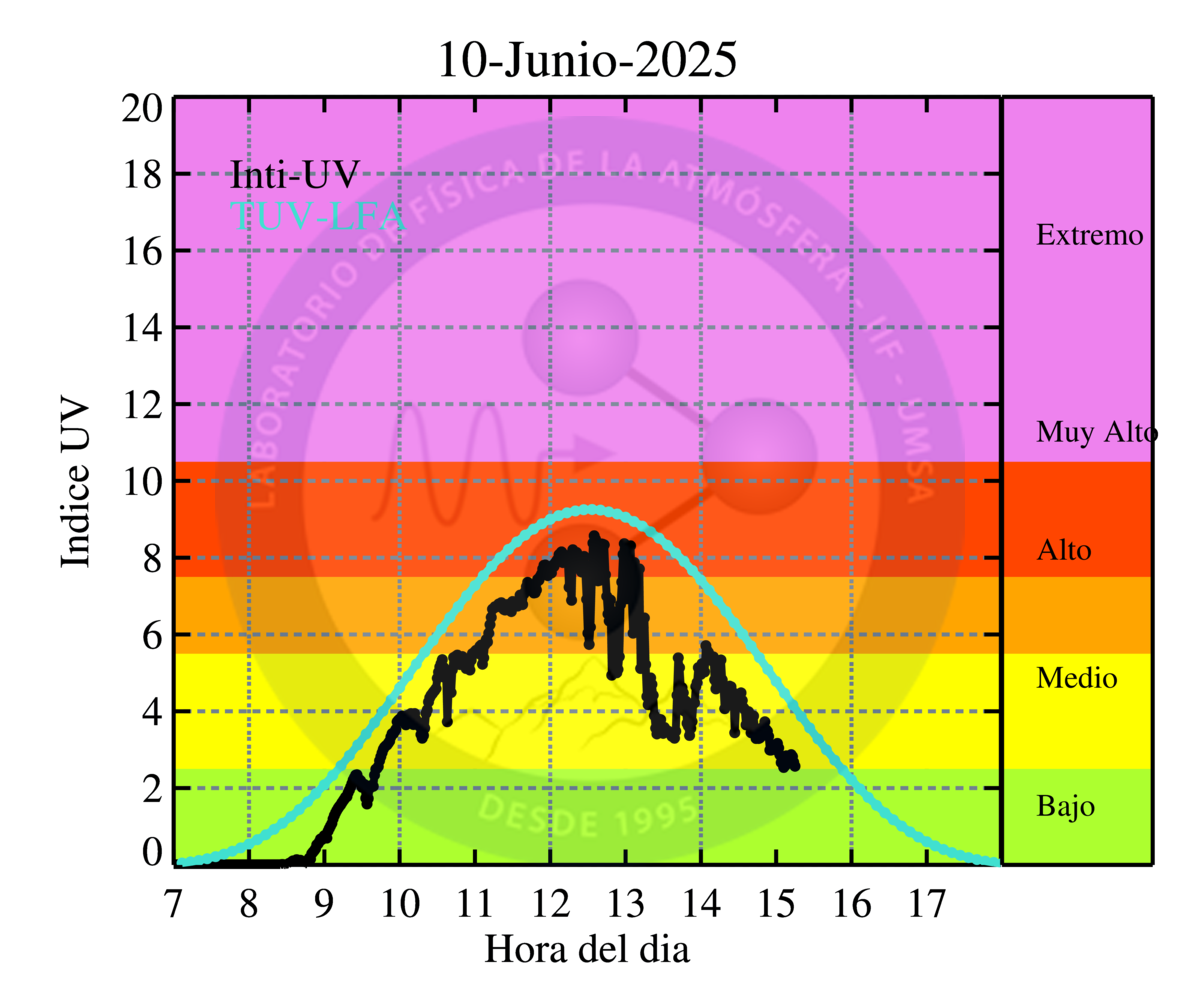 10-Junio-2025
Inti-UV
TUV-LFA
LABORATORIO DE FÍSICA DE LA ATMÓSFERA - IIF - UMSA
DESDE 1995
Indice UV
20
18
16
14
12
10
8
6
4
2
0
Extremo
Muy Alto
Alto
Medio
Bajo
7 8 9 10 11 12 13 14 15 16 17
Hora del dia